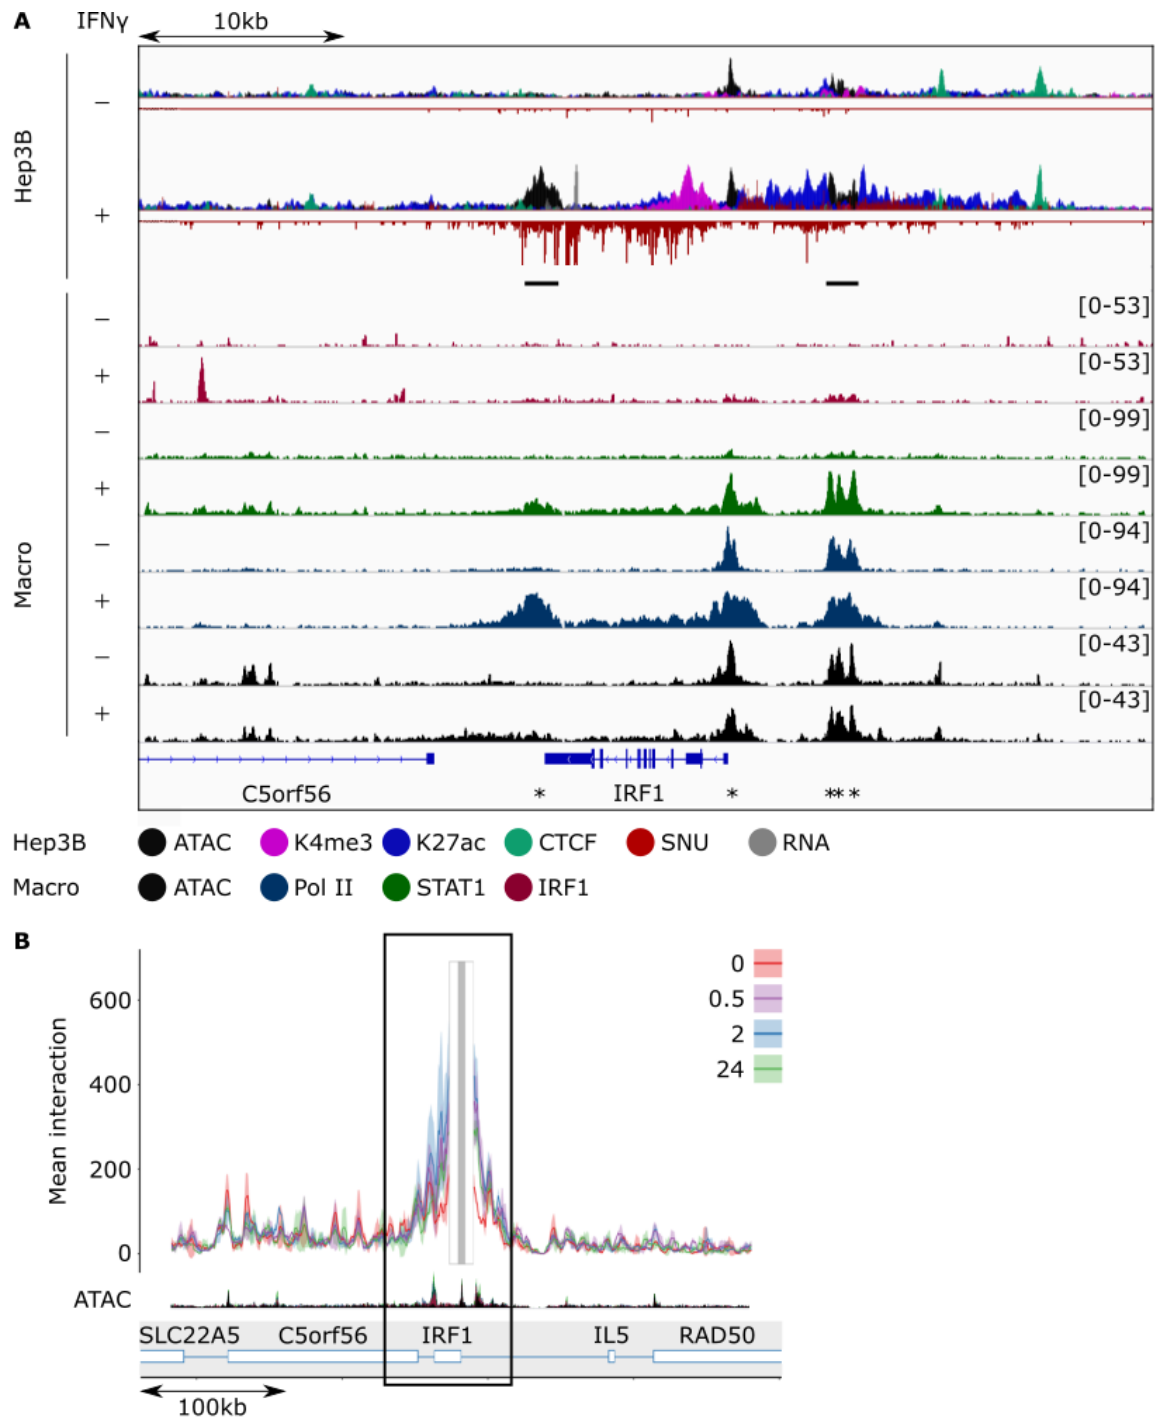 A IFNγ 10kb
Hep3B
−
+
Macro
− [0-53]
+ [0-53]
− [0-99]
+ [0-99]
− [0-94]
+ [0-94]
− [0-43]
+ [0-43]
C5orf56 * IRF1 * ** *
Hep3B ATAC K4me3 K27ac CTCF SNU RNA
Macro ATAC Pol II STAT1 IRF1
B
Mean interaction
600
400
200
0
0
0.5
2
24
ATAC
SLC22A5 C5orf56 IRF1 IL5 RAD50
100kb